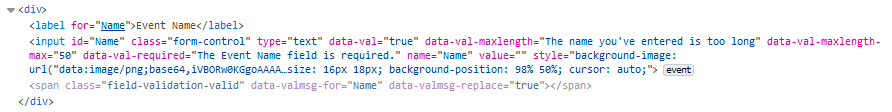 <div>
<label for="Name">Event Name</label>
<input id="Name" class="form-control" type="text" data-val="true" data-val-maxlength="The name you've entered is too long" data-val-maxlength-
max="50" data-val-required="The Event Name field is required." name="Name" value="" style="background-image:
url("data:image/png;base64,iVBORw0KGgoAAAA…size: 16px 18px; background-position: 98% 50%; cursor: auto;"> event
<span class="field-validation-valid" data-valmsg-for="Name" data-valmsg-replace="true"></span>
</div>